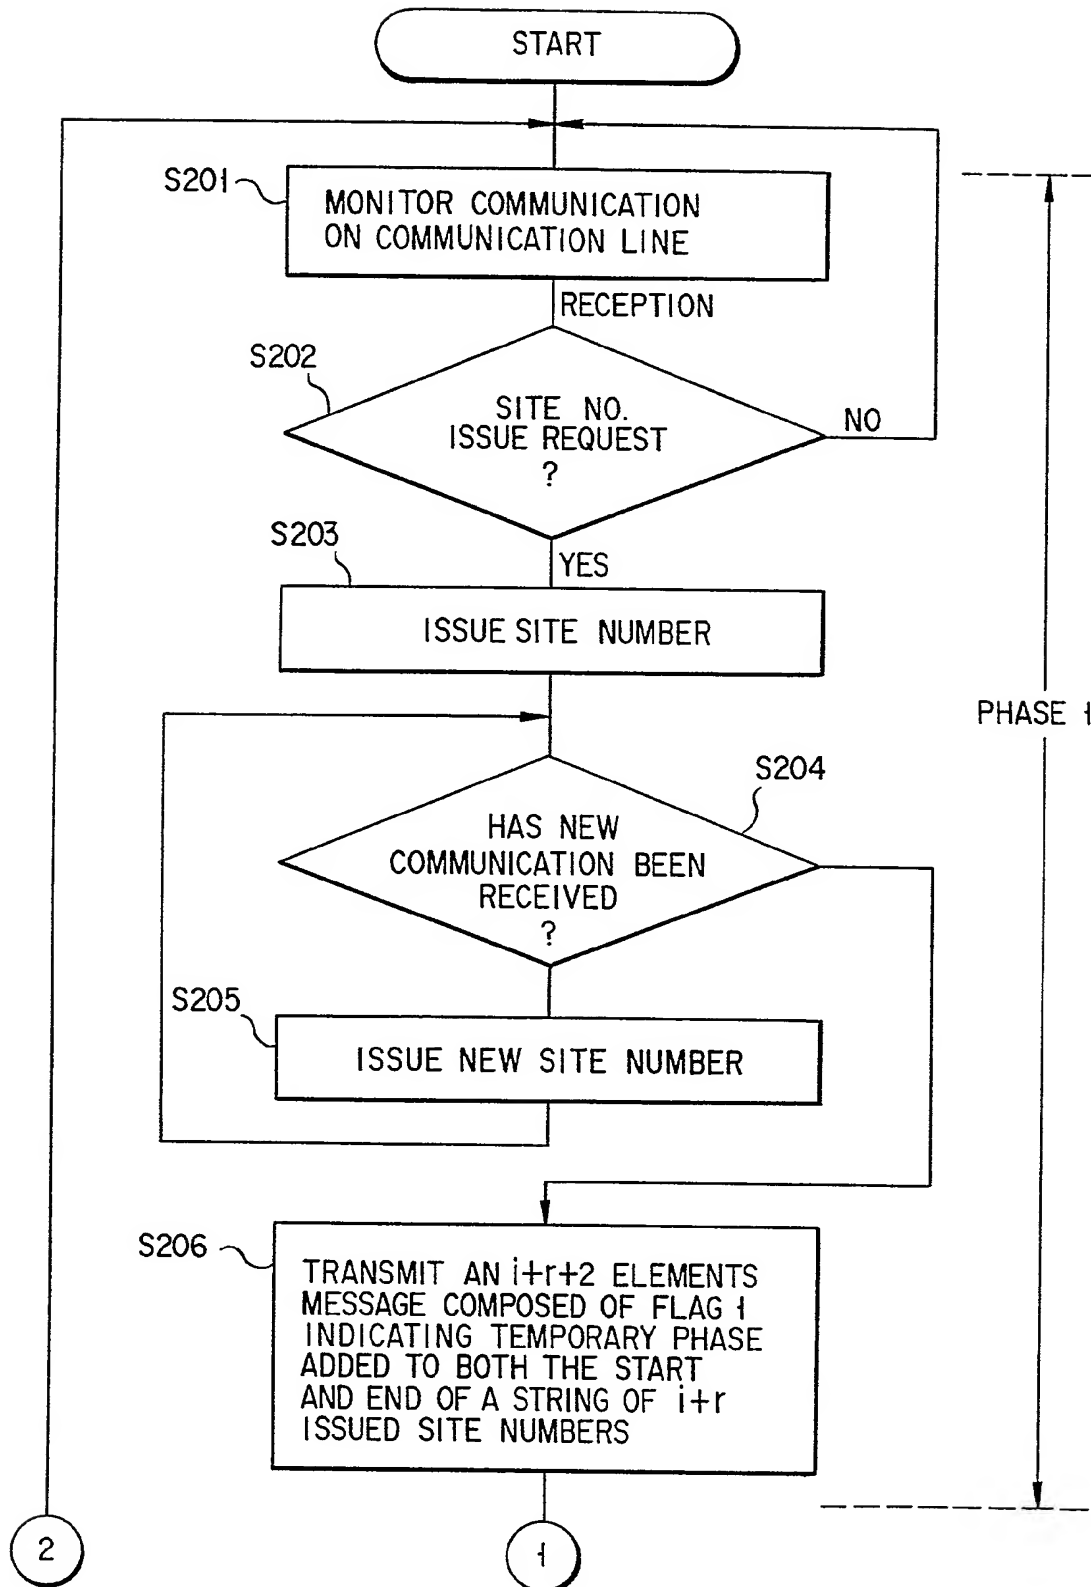 START
S201
MONITOR COMMUNICATION
ON COMMUNICATION LINE
RECEPTION
S202
SITE NO.
ISSUE REQUEST
?
NO
S203
YES
ISSUE SITE NUMBER
PHASE 1
S204
HAS NEW
COMMUNICATION BEEN
RECEIVED
?
S205
ISSUE NEW SITE NUMBER
S206
TRANSMIT AN i+r+2 ELEMENTS
MESSAGE COMPOSED OF FLAG 1
INDICATING TEMPORARY PHASE
ADDED TO BOTH THE START
AND END OF A STRING OF i+r
ISSUED SITE NUMBERS
2
1